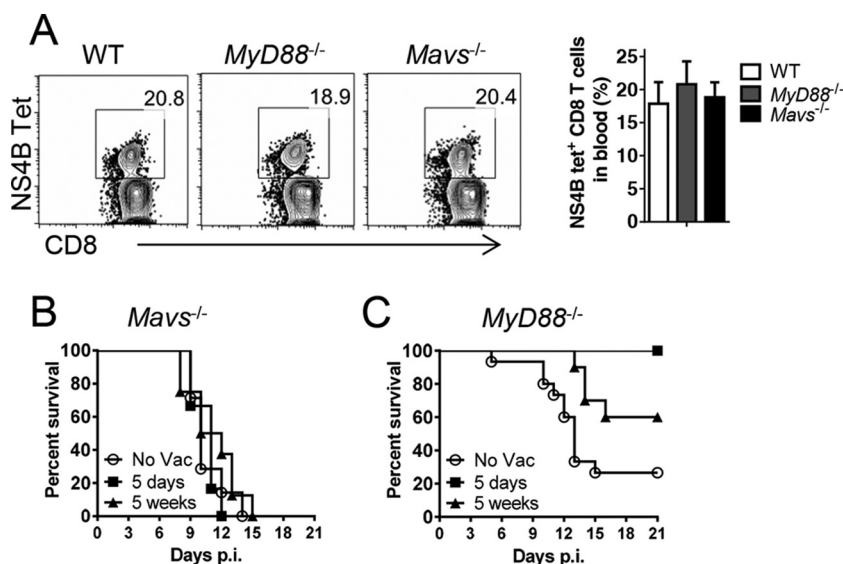 A
WT
MyD88-/-
Mavs-/-
20.8
18.9
20.4
NS4B Tet
CD8
NS4B tet+ CD8 T cells
in blood (%)
25
20
15
10
5
0
WT
MyD88-/-
Mavs-/-
B
Mavs-/-
Percent survival
100
80
60
40
20
0
No Vac
5 days
5 weeks
0 3 6 9 12 15 18 21
Days p.i.
C
MyD88-/-
Percent survival
100
80
60
40
20
0
No Vac
5 days
5 weeks
0 3 6 9 12 15 18 21
Days p.i.